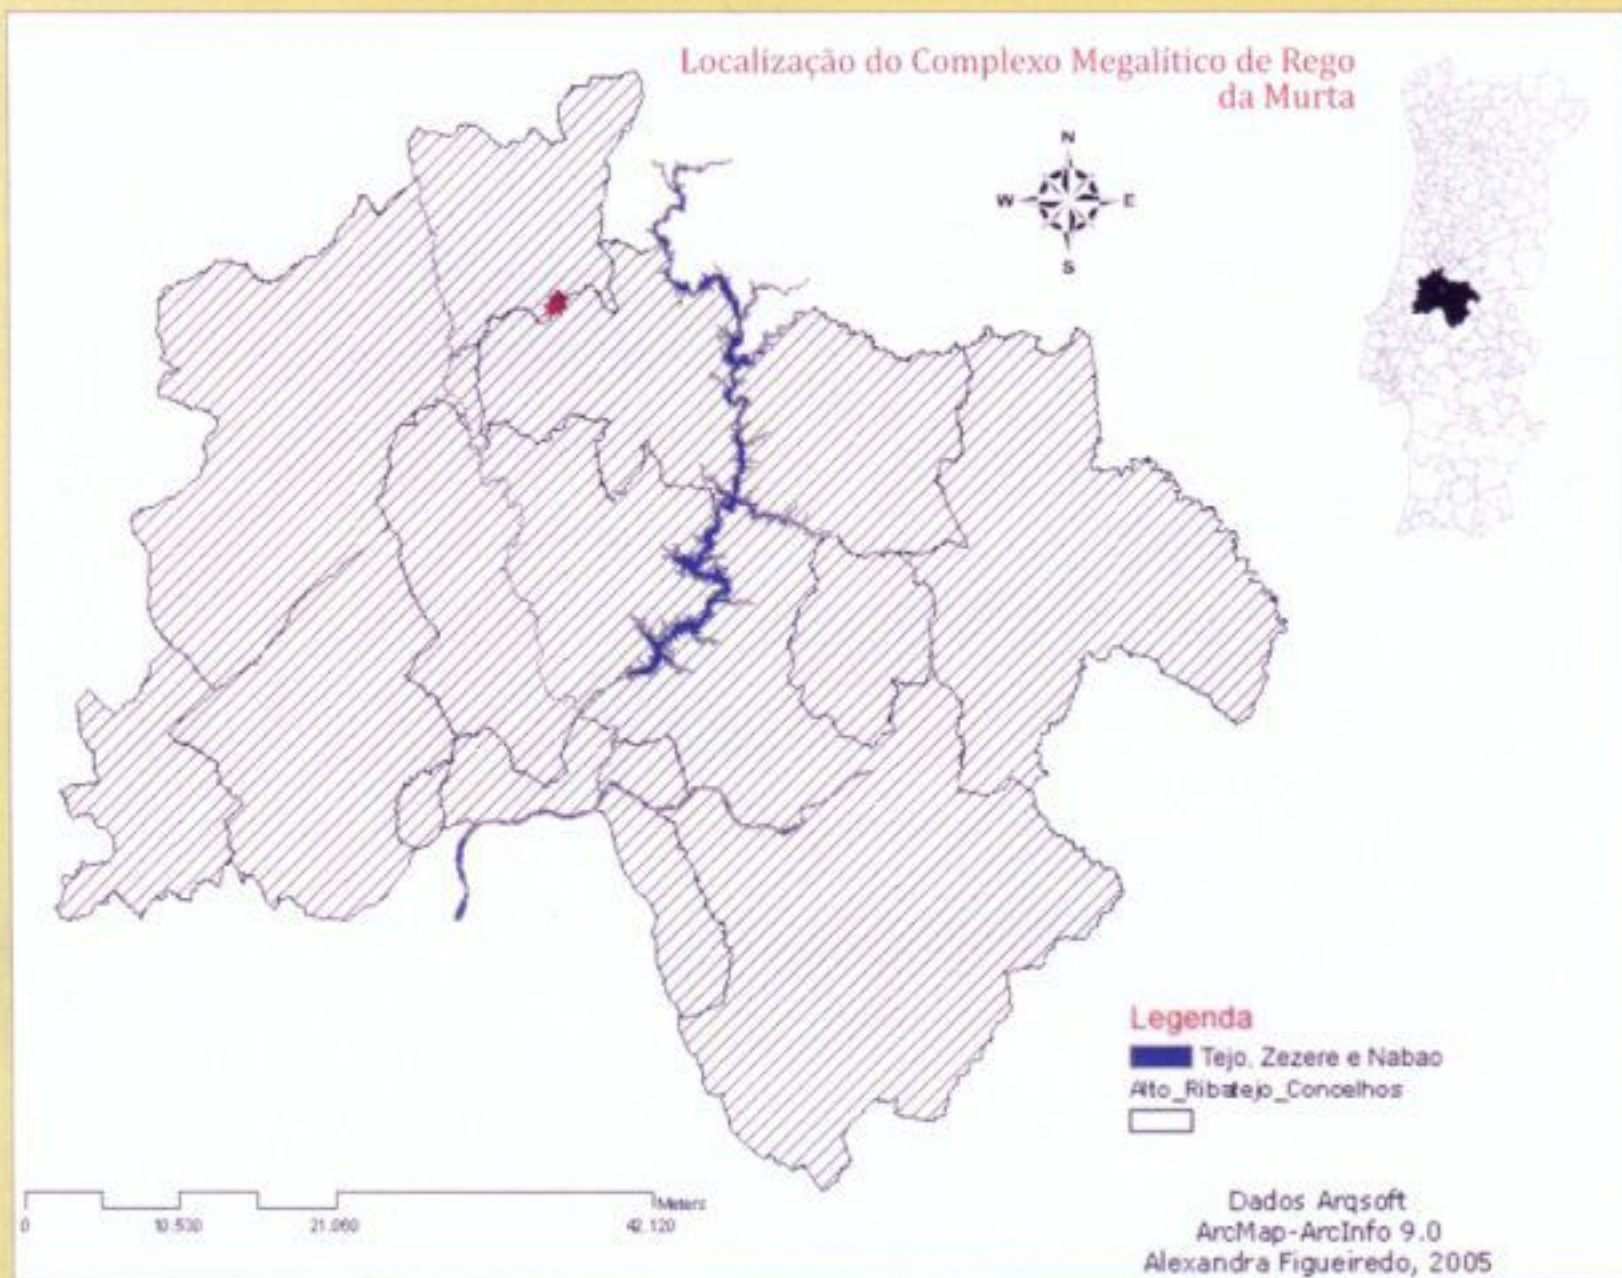 Localização do Complexo Megalítico de Rego
da Murta
N
W E
S
Legenda
Tejo, Zezere e Nabao
Alto_Ribatejo_Concelhos
Meters
0 10.530 21.060 42.120
Dados Arqsoft
ArcMap-ArcInfo 9.0
Alexandra Figueiredo, 2005